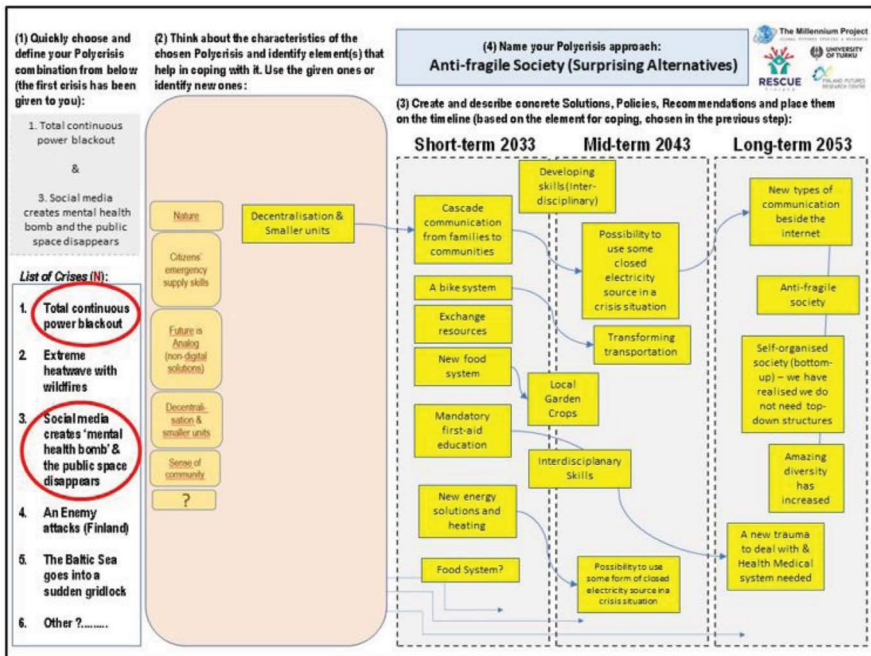 (1) Quickly choose and
define your Polycrisis
combination from below
(the first crisis has been
given to you):
1. Total continuous
power blackout
&
3. Social media
creates mental health
bomb and the public
space disappears
List of Crises (N):
1. Total continuous
power blackout
2. Extreme
heatwave with
wildfires
3. Social media
creates 'mental
health bomb' &
the public space
disappears
4. An Enemy
attacks (Finland)
5. The Baltic Sea
goes into a
sudden gridlock
6. Other ?.........
(2) Think about the characteristics of the
chosen Polycrisis and identify element(s) that
help in coping with it. Use the given ones or
identify new ones:
Nature
Citizens'
emergency
supply skills
Future is
Analog
(non-digital
solutions)
Decentrali-
sation &
smaller units
Sense of
community
?
Decentralisation &
Smaller units
(4) Name your Polycrisis approach:
Anti-fragile Society (Surprising Alternatives)
The Millennium Project
RESCUE
FINLAND
UNIVERSITY
OF TURKU
FINLAND FUTURES
RESEARCH CENTRE
(3) Create and describe concrete Solutions, Policies, Recommendations and place them
on the timeline (based on the element for coping, chosen in the previous step):
Short-term 2033
Cascade
communication
from families to
communities
A bike system
Exchange
resources
New food
system
Mandatory
first-aid
education
New energy
solutions and
heating
Food System?
Developing
skills (Inter-
disciplinary)
Local
Garden
Crops
Interdisciplanary
Skills
Mid-term 2043
Possibility to
use some
closed
electricity
source in a
crisis situation
Transforming
transportation
Possibility to use
some form of closed
electricity source in a
crisis situation
Long-term 2053
New types of
communication
beside the
internet
Anti-fragile
society
Self-organised
society (bottom-
up) – we have
realised we do
not need top-
down structures
Amazing
diversity
has
increased
A new trauma
to deal with &
Health Medical
system needed